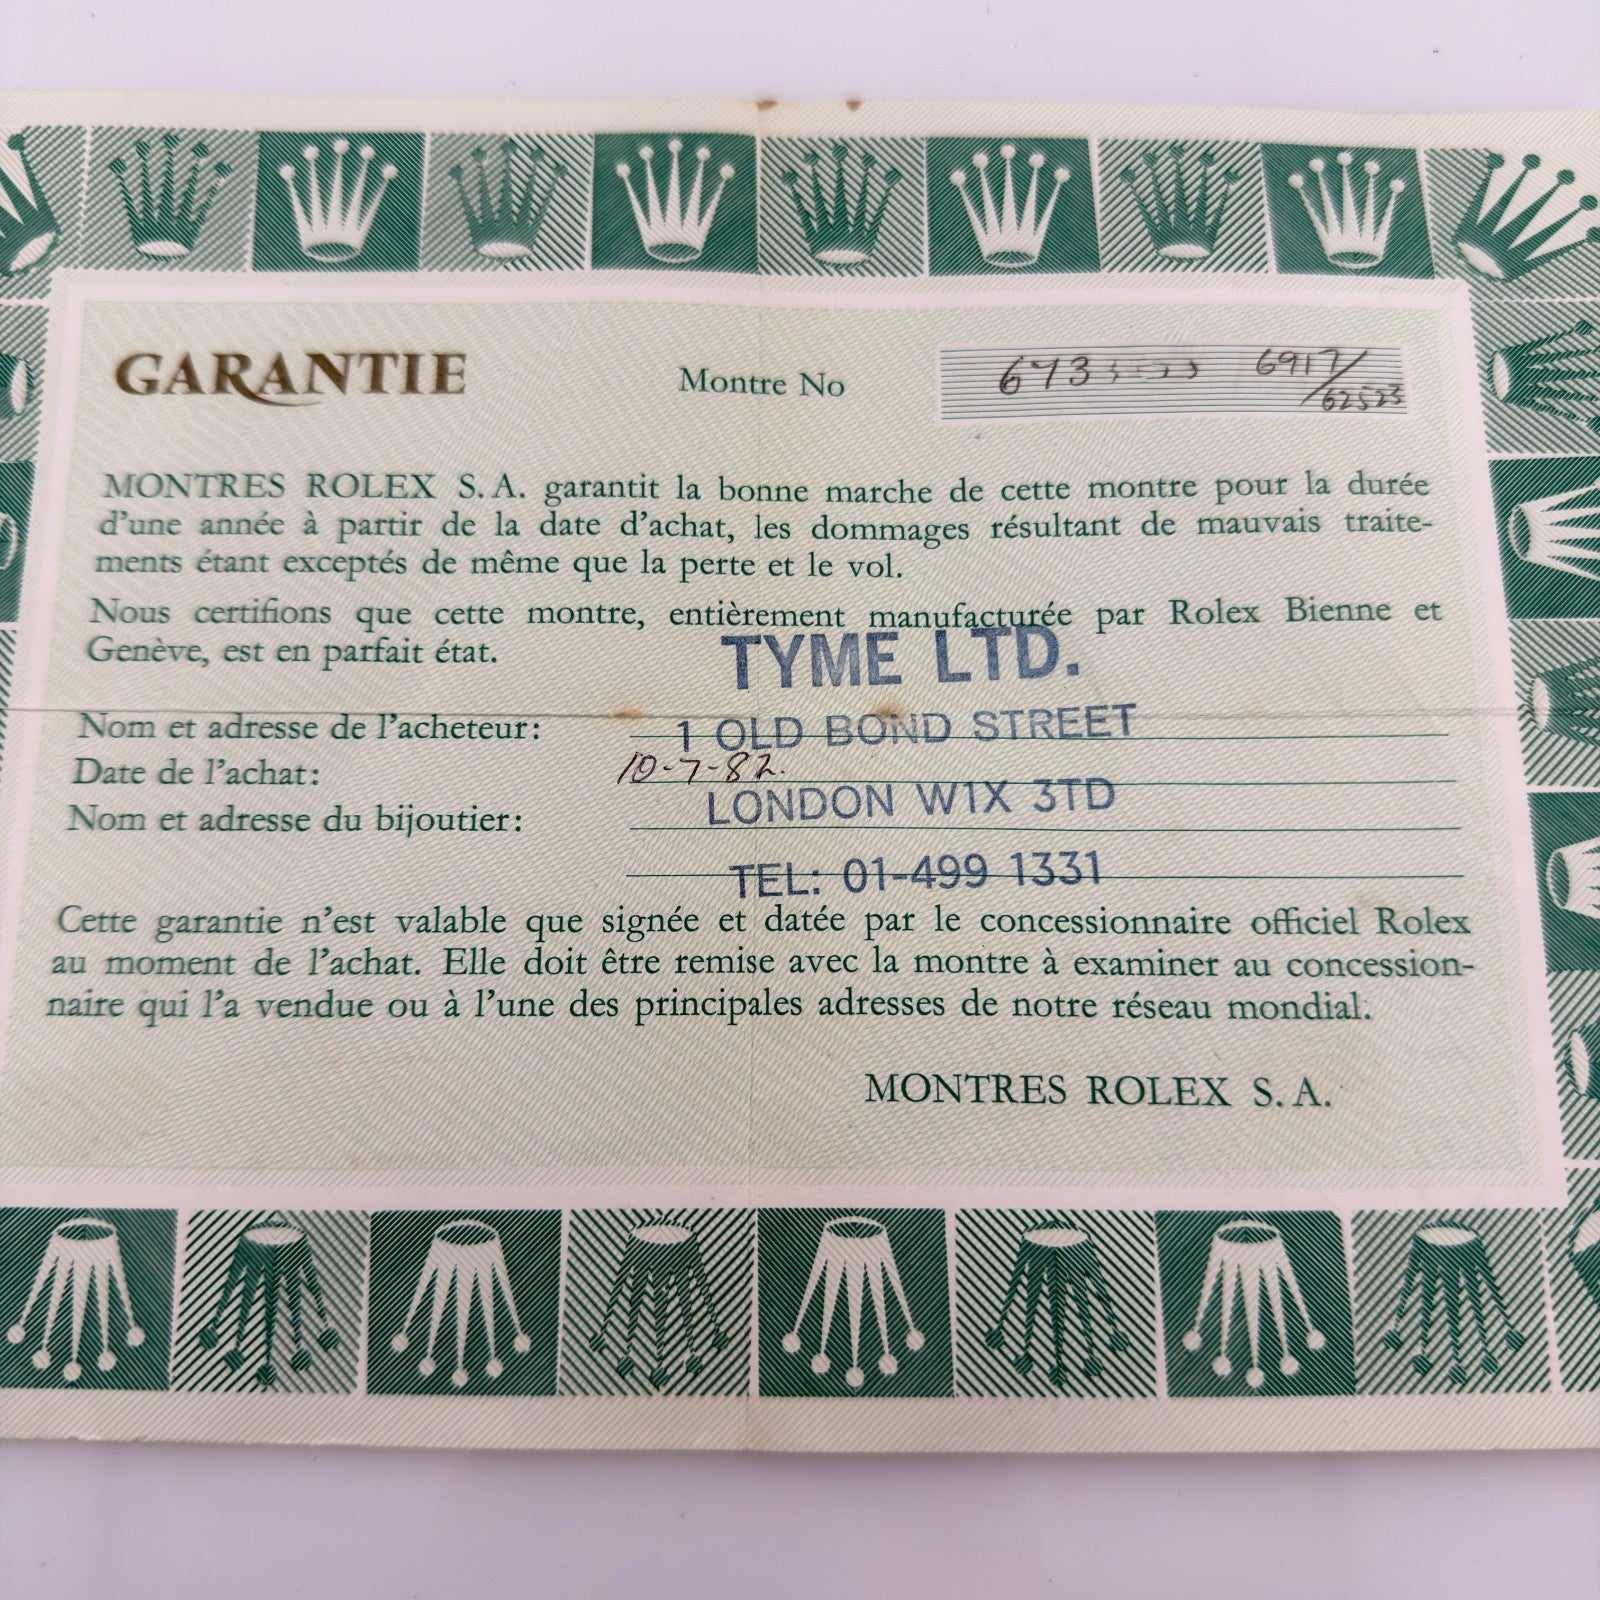 GARANTIE
Montre No 673 6917/
62523
MONTRES ROLEX S. A. garantit la bonne marche de cette montre pour la durée
d'une année à partir de la date d'achat, les dommages résultant de mauvais traite-
ments étant exceptés de même que la perte et le vol.
Nous certifions que cette montre, entièrement manufacturée par Rolex Bienne et
Genève, est en parfait état.
TYME LTD.
Nom et adresse de l'acheteur: 1 OLD BOND STREET
Date de l'achat: 10-7-82.
LONDON W1X 3TD
Nom et adresse du bijoutier:
TEL: 01-499 1331
Cette garantie n'est valable que signée et datée par le concessionnaire officiel Rolex
au moment de l'achat. Elle doit être remise avec la montre à examiner au concession-
naire qui l'a vendue ou à l'une des principales adresses de notre réseau mondial.
MONTRES ROLEX S. A.